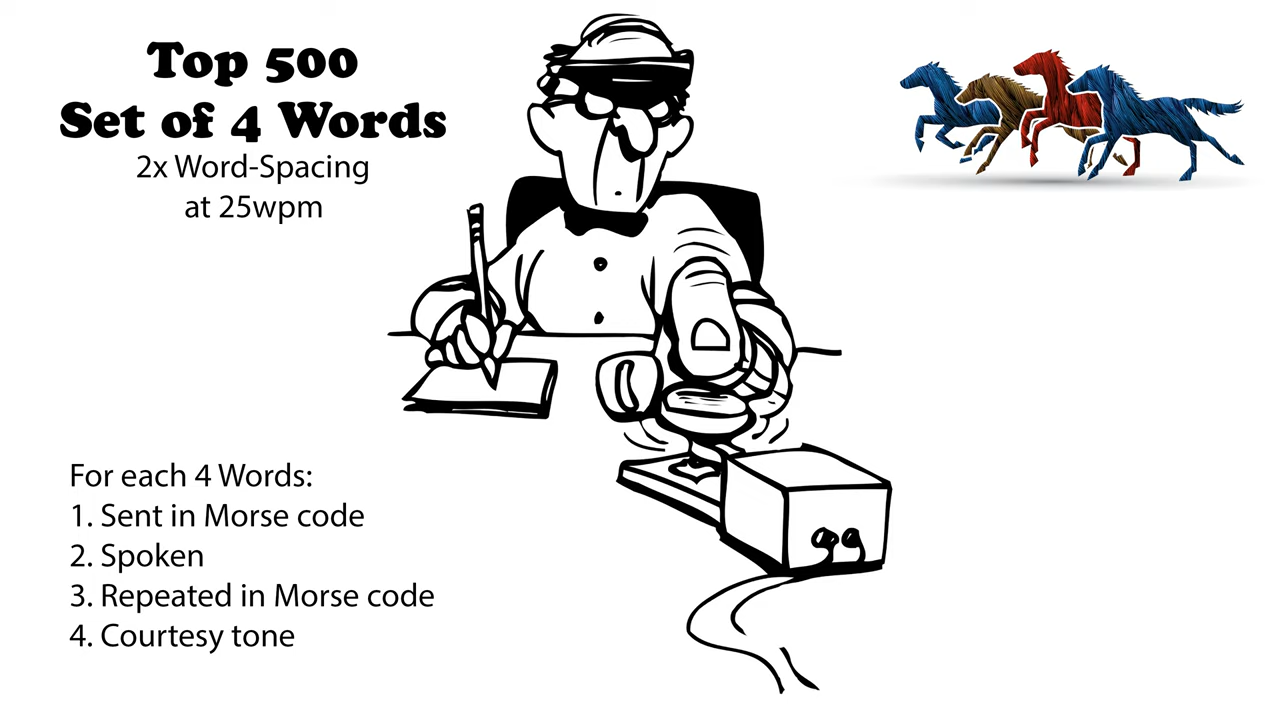 Top 500
Set of 4 Words
2x Word-Spacing
at 25wpm
For each 4 Words:
1. Sent in Morse code
2. Spoken
3. Repeated in Morse code
4. Courtesy tone